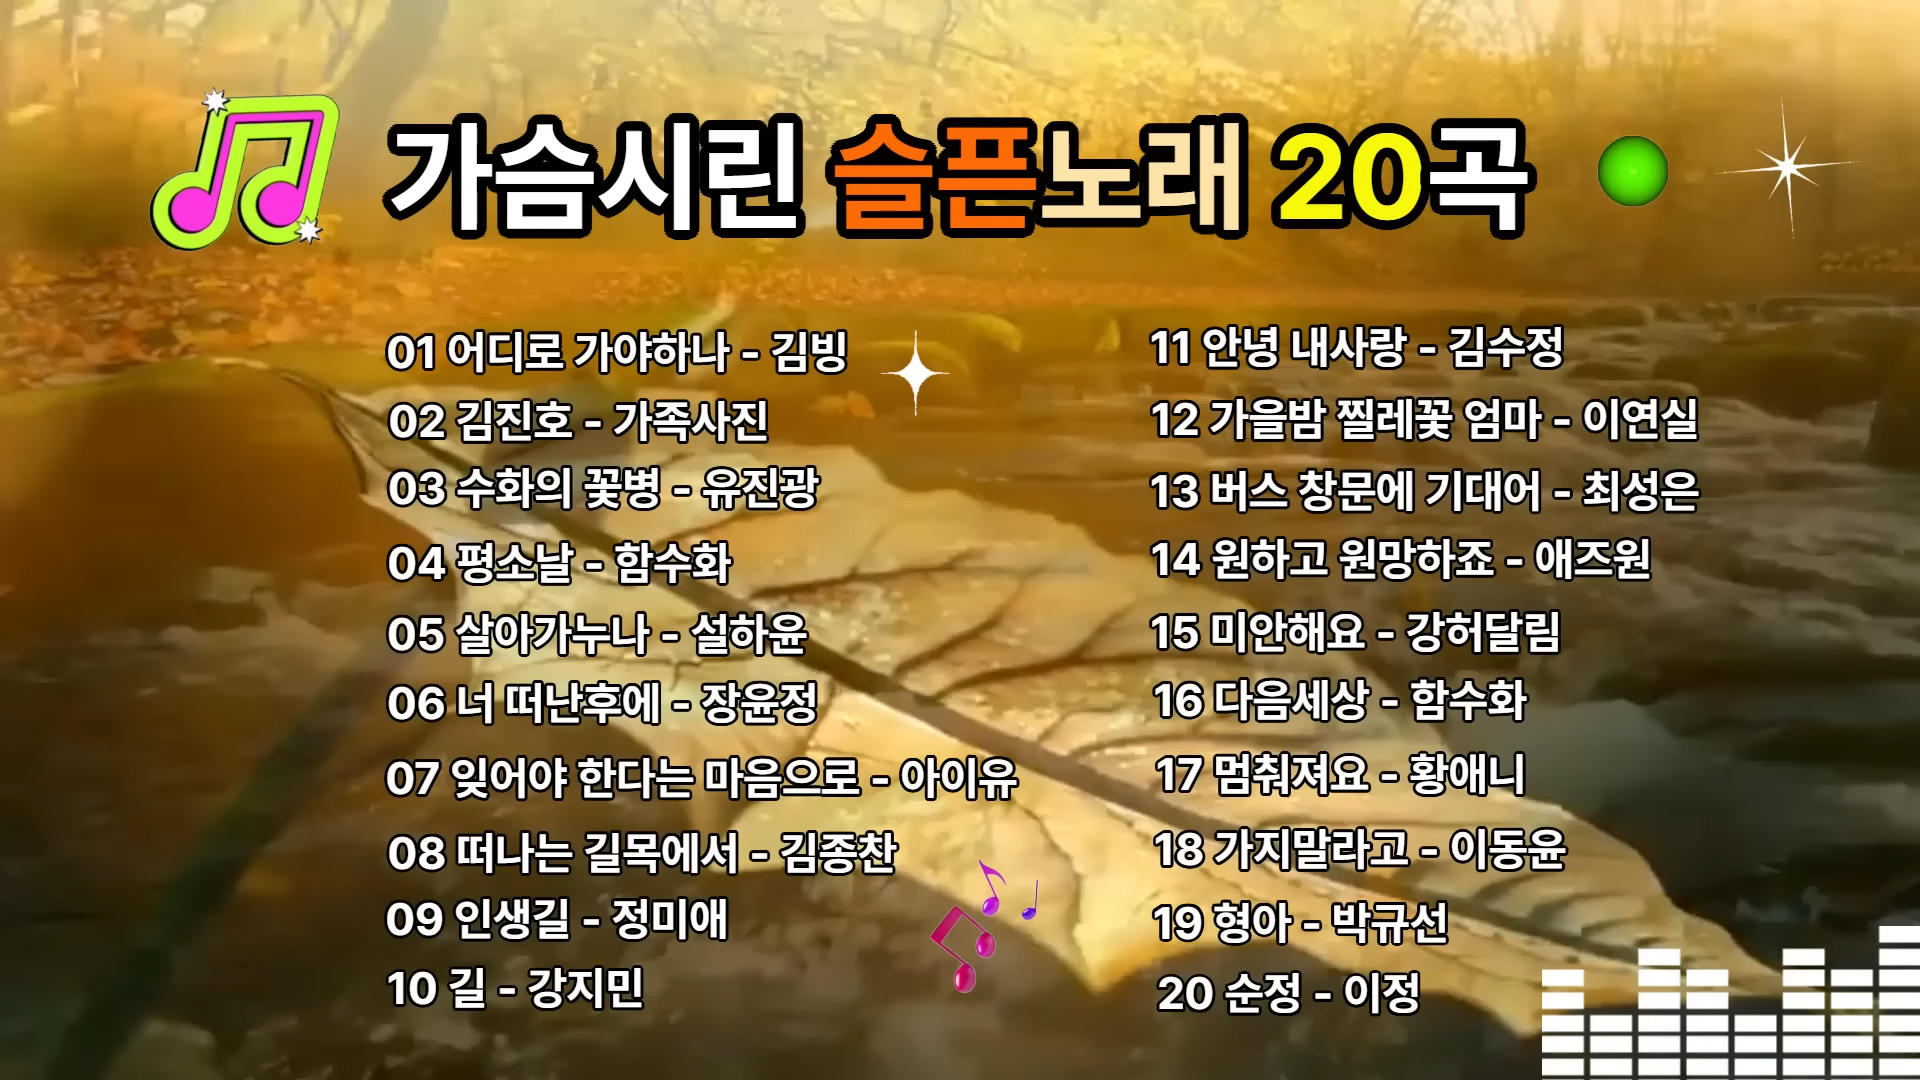 가슴시린 슬픈노래 20곡
01 어디로 가야하나 - 김빙
02 김진호 - 가족사진
03 수화의 꽃병 - 유진광
04 평소날 - 함수화
05 살아가누나 - 설하윤
06 너 떠난후에 - 장윤정
07 잊어야 한다는 마음으로 - 아이유
08 떠나는 길목에서 - 김종찬
09 인생길 - 정미애
10 길 - 강지민
11 안녕 내사랑 - 김수정
12 가을밤 찔레꽃 엄마 - 이연실
13 버스 창문에 기대어 - 최성은
14 원하고 원망하죠 - 애즈원
15 미안해요 - 강허달림
16 다음세상 - 함수화
17 멈춰져요 - 황애니
18 가지말라고 - 이동윤
19 형아 - 박규선
20 순정 - 이정